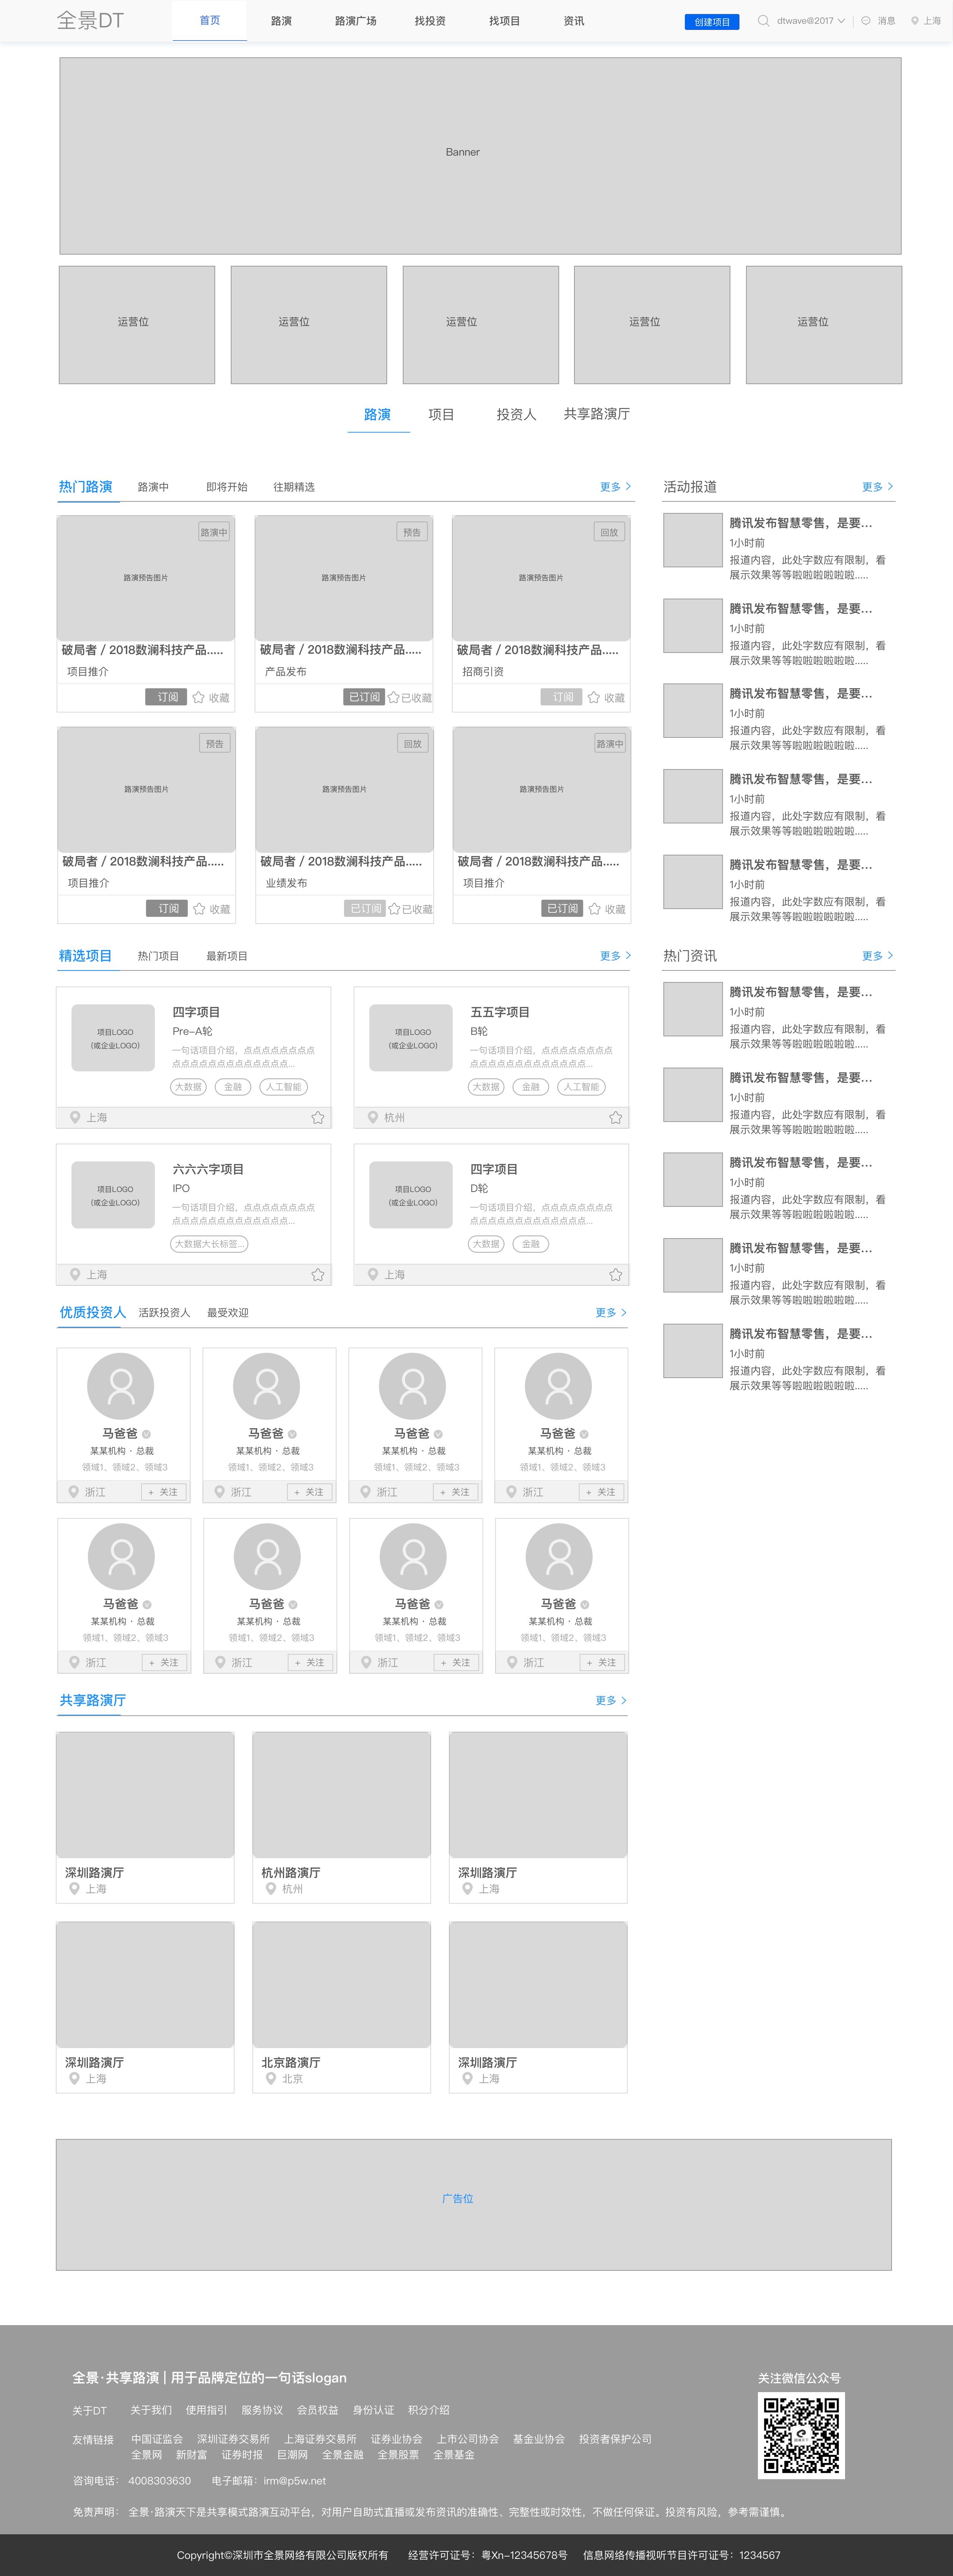 全景DT 首页 路演 路演广场 找投资 找项目 资讯 创建项目 dtwave@2017 消息 上海
Banner
运营位 运营位 运营位 运营位 运营位
路演 项目 投资人 共享路演厅
热门路演 路演中 即将开始 往期精选 更多
路演中 预告 回放
路演预告图片 路演预告图片 路演预告图片
破局者 / 2018数澜科技产品..... 破局者 / 2018数澜科技产品..... 破局者 / 2018数澜科技产品.....
项目推介 产品发布 招商引资
订阅 收藏 已订阅 已收藏 订阅 收藏
预告 回放 路演中
路演预告图片 路演预告图片 路演预告图片
破局者 / 2018数澜科技产品..... 破局者 / 2018数澜科技产品..... 破局者 / 2018数澜科技产品.....
项目推介 业绩发布 项目推介
订阅 收藏 已订阅 已收藏 已订阅 收藏
活动报道 更多
腾讯发布智慧零售，是要...
1小时前
报道内容，此处字数应有限制，看
展示效果等等啦啦啦啦啦啦.....
腾讯发布智慧零售，是要...
1小时前
报道内容，此处字数应有限制，看
展示效果等等啦啦啦啦啦啦.....
腾讯发布智慧零售，是要...
1小时前
报道内容，此处字数应有限制，看
展示效果等等啦啦啦啦啦啦.....
腾讯发布智慧零售，是要...
1小时前
报道内容，此处字数应有限制，看
展示效果等等啦啦啦啦啦啦.....
腾讯发布智慧零售，是要...
1小时前
报道内容，此处字数应有限制，看
展示效果等等啦啦啦啦啦啦.....
精选项目 热门项目 最新项目 更多
项目LOGO
（或企业LOGO）
四字项目
Pre-A轮
一句话项目介绍，点点点点点点点点
点点点点点点点点点点点点点...
大数据 金融 人工智能
上海
项目LOGO
（或企业LOGO）
五五字项目
B轮
一句话项目介绍，点点点点点点点点
点点点点点点点点点点点点点...
大数据 金融 人工智能
杭州
项目LOGO
（或企业LOGO）
六六六字项目
IPO
一句话项目介绍，点点点点点点点点
点点点点点点点点点点点点点...
大数据大长标签...
上海
项目LOGO
（或企业LOGO）
四字项目
D轮
一句话项目介绍，点点点点点点点点
点点点点点点点点点点点点点...
大数据 金融
上海
热门资讯 更多
腾讯发布智慧零售，是要...
1小时前
报道内容，此处字数应有限制，看
展示效果等等啦啦啦啦啦啦.....
腾讯发布智慧零售，是要...
1小时前
报道内容，此处字数应有限制，看
展示效果等等啦啦啦啦啦啦.....
腾讯发布智慧零售，是要...
1小时前
报道内容，此处字数应有限制，看
展示效果等等啦啦啦啦啦啦.....
腾讯发布智慧零售，是要...
1小时前
报道内容，此处字数应有限制，看
展示效果等等啦啦啦啦啦啦.....
腾讯发布智慧零售，是要...
1小时前
报道内容，此处字数应有限制，看
展示效果等等啦啦啦啦啦啦.....
优质投资人 活跃投资人 最受欢迎 更多
马爸爸 马爸爸 马爸爸 马爸爸
某某机构 · 总裁 某某机构 · 总裁 某某机构 · 总裁 某某机构 · 总裁
领域1、领域2、领域3 领域1、领域2、领域3 领域1、领域2、领域3 领域1、领域2、领域3
浙江 + 关注 浙江 + 关注 浙江 + 关注 浙江 + 关注
马爸爸 马爸爸 马爸爸 马爸爸
某某机构 · 总裁 某某机构 · 总裁 某某机构 · 总裁 某某机构 · 总裁
领域1、领域2、领域3 领域1、领域2、领域3 领域1、领域2、领域3 领域1、领域2、领域3
浙江 + 关注 浙江 + 关注 浙江 + 关注 浙江 + 关注
共享路演厅 更多
深圳路演厅 杭州路演厅 深圳路演厅
上海 杭州 上海
深圳路演厅 北京路演厅 深圳路演厅
上海 北京 上海
广告位
全景·共享路演 | 用于品牌定位的一句话slogan 关注微信公众号
关于DT 关于我们 使用指引 服务协议 会员权益 身份认证 积分介绍
友情链接 中国证监会 深圳证券交易所 上海证券交易所 证券业协会 上市公司协会 基金业协会 投资者保护公司
全景网 新财富 证券时报 巨潮网 全景金融 全景股票 全景基金
咨询电话： 4008303630 电子邮箱：irm@p5w.net
免责声明： 全景·路演天下是共享模式路演互动平台，对用户自助式直播或发布资讯的准确性、完整性或时效性，不做任何保证。投资有风险，参考需谨慎。
Copyright©深圳市全景网络有限公司版权所有 经营许可证号：粤Xn-12345678号 信息网络传播视听节目许可证号：1234567